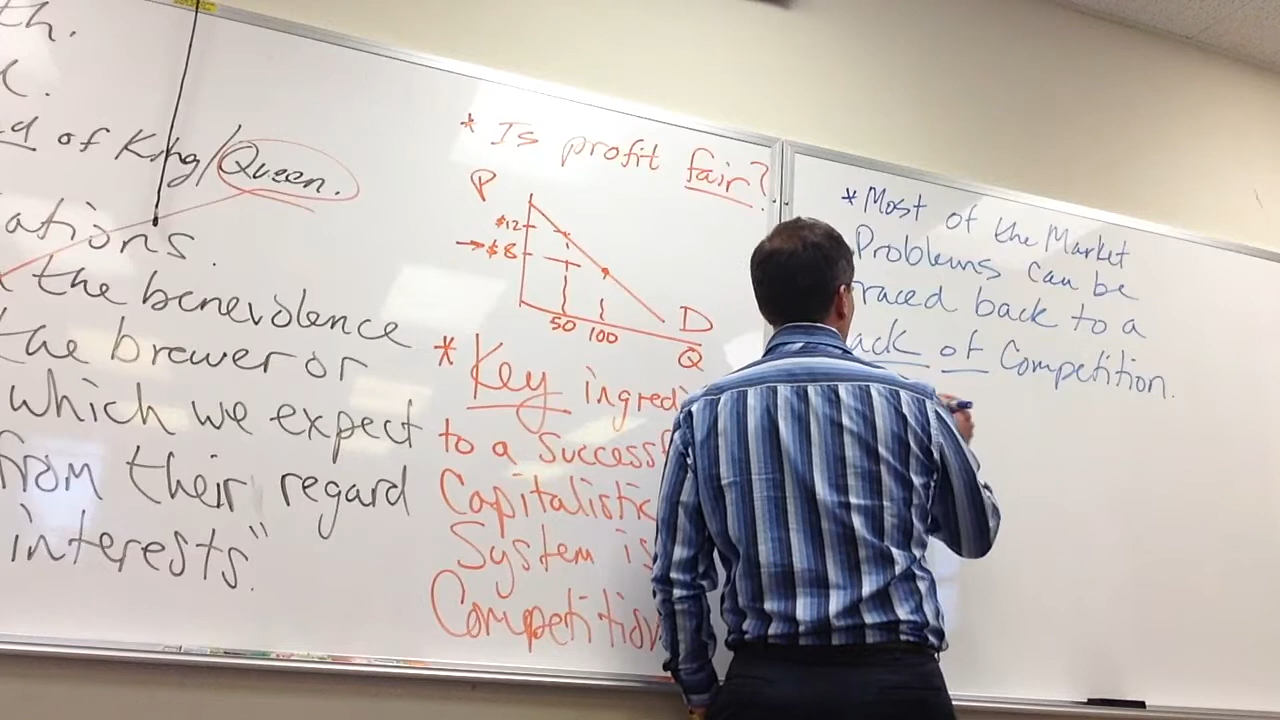 th.
of King/Queen.
ations.
the benevolence
the brewer or
which we expect
from their regard
interests"
* Is profit fair?
P
$12
→ $8
50 100
D
Q
* Key ingredi
to a Successf
Capitalistic
System is
Competition
* Most of the Market
Problems can be
raced back to a
ack of Competition.